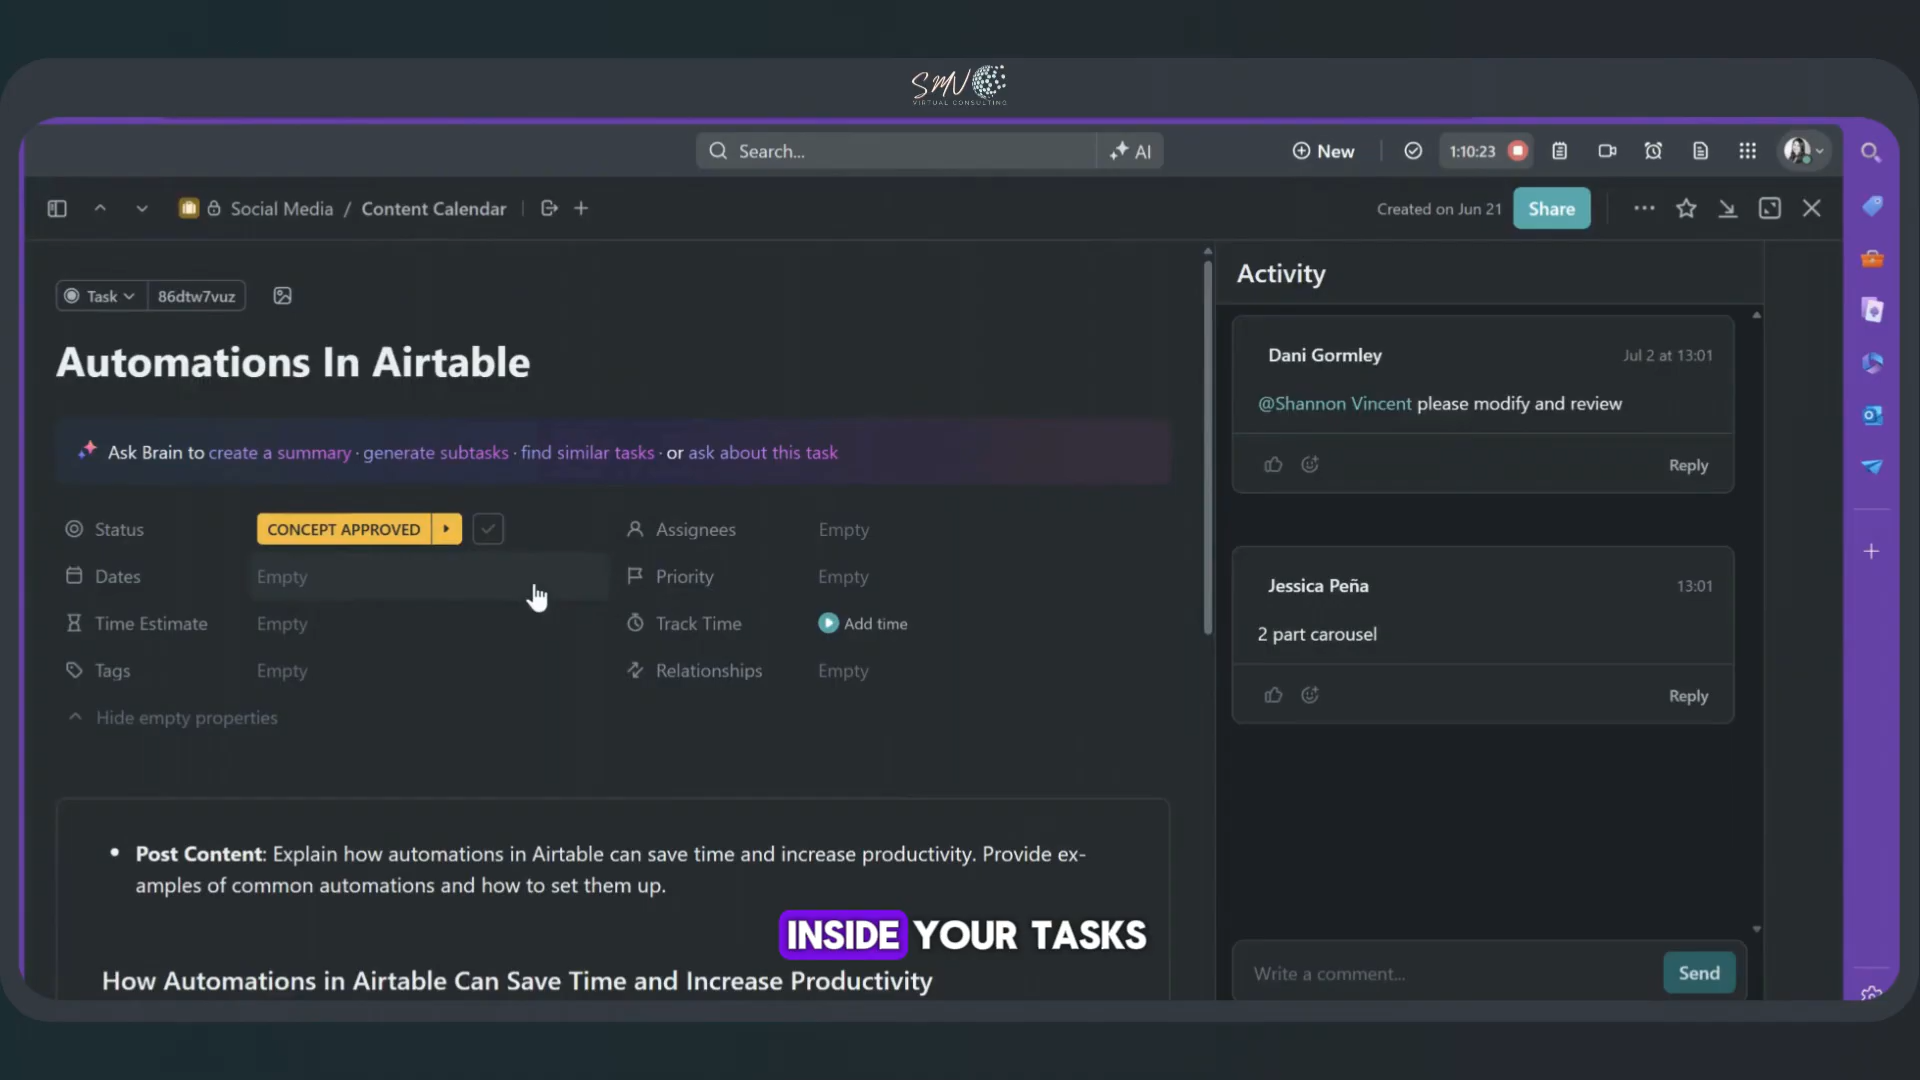 SMV
VIRTUAL CONSULTING
Search...
AI
New
1:10:23
Social Media / Content Calendar
Created on Jun 21
Share
Task
86dtw7vuz
Automations In Airtable
Ask Brain to create a summary · generate subtasks · find similar tasks · or ask about this task
Status
CONCEPT APPROVED
Assignees
Empty
Dates
Empty
Priority
Empty
Time Estimate
Empty
Track Time
Add time
Tags
Empty
Relationships
Empty
Hide empty properties
• Post Content: Explain how automations in Airtable can save time and increase productivity. Provide ex-
amples of common automations and how to set them up.
INSIDE YOUR TASKS
How Automations in Airtable Can Save Time and Increase Productivity
Activity
Dani Gormley
Jul 2 at 13:01
@Shannon Vincent please modify and review
Reply
Jessica Peña
13:01
2 part carousel
Reply
Write a comment...
Send